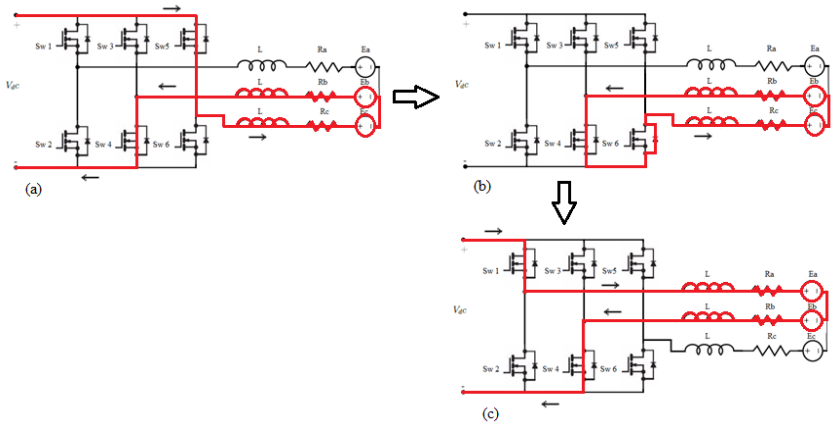 +
Sw 1
Sw 3
Sw5
L
Ra
Ea
+ -
Vdc
L
Rb
Eb
+ -
L
Rc
Ec
+ -
Sw 2
Sw 4
Sw 6
-
(a)
+
Sw 1
Sw 3
Sw5
L
Ra
Ea
+ -
Vdc
L
Rb
Eb
+ -
L
Rc
Ec
+ -
Sw 2
Sw 4
Sw 6
-
(b)
+
Sw 1
Sw 3
Sw5
L
Ra
Ea
+ -
Vdc
L
Rb
Eb
+ -
L
Rc
Ec
+ -
Sw 2
Sw 4
Sw 6
-
(c)